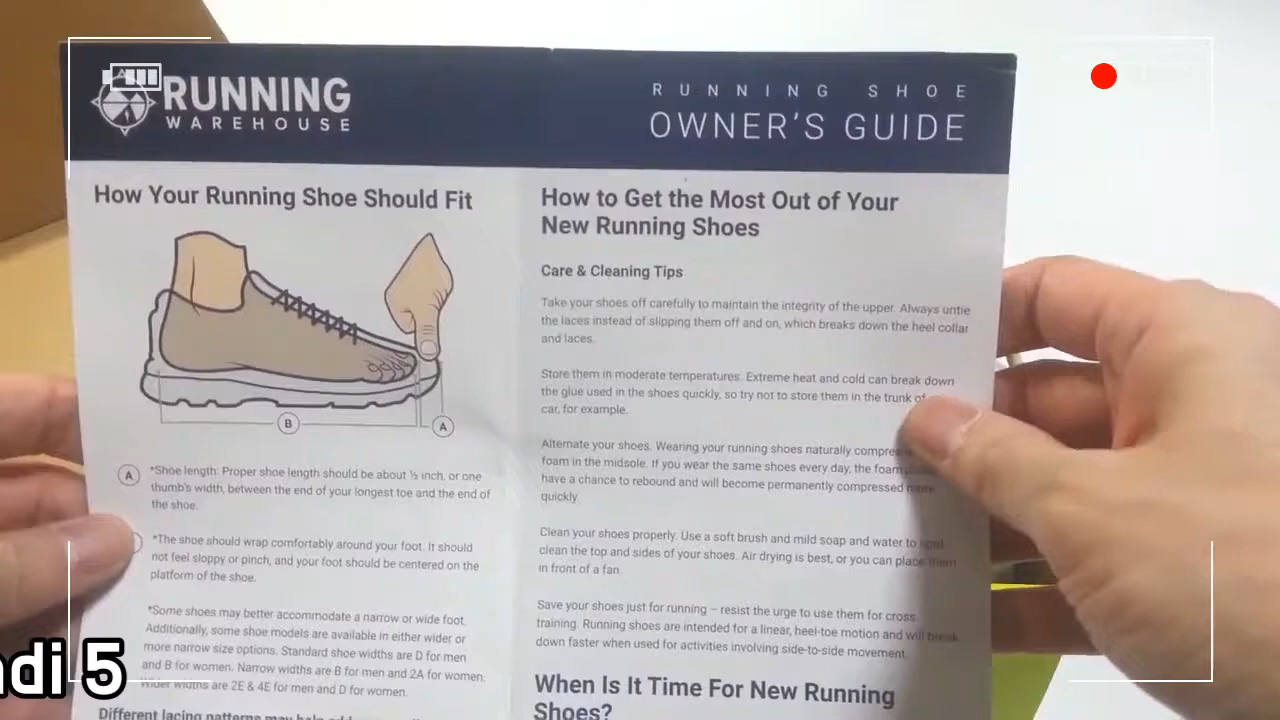 RUNNING
WAREHOUSE
RUNNING SHOE
OWNER'S GUIDE
How Your Running Shoe Should Fit
B
A
A
*Shoe length: Proper shoe length should be about ½ inch, or one
thumb's width, between the end of your longest toe and the end of
the shoe.
*The shoe should wrap comfortably around your foot. It should
not feel sloppy or pinch, and your foot should be centered on the
platform of the shoe.
*Some shoes may better accommodate a narrow or wide foot.
Additionally, some shoe models are available in either wider or
more narrow size options. Standard shoe widths are D for men
and B for women. Narrow widths are B for men and 2A for women.
Wider widths are 2E & 4E for men and D for women.
Different lacing patterns may help
How to Get the Most Out of Your
New Running Shoes
Care & Cleaning Tips
Take your shoes off carefully to maintain the integrity of the upper. Always untie
the laces instead of slipping them off and on, which breaks down the heel collar
and laces.
Store them in moderate temperatures. Extreme heat and cold can break down
the glue used in the shoes quickly, so try not to store them in the trunk of
car, for example.
Alternate your shoes. Wearing your running shoes naturally
foam in the midsole. If you wear the same shoes every day, the foam
have a chance to rebound and will become permanently compressed more
quickly.
Clean your shoes properly. Use a soft brush and mild soap and water to spot
clean the top and sides of your shoes. Air drying is best, or you can place them
in front of a fan.
Save your shoes just for running – resist the urge to use them for cross
training. Running shoes are intended for a linear, heel-toe motion and will break
down faster when used for activities involving side-to-side movement.
When Is It Time For New Running
Shoes?
di 5